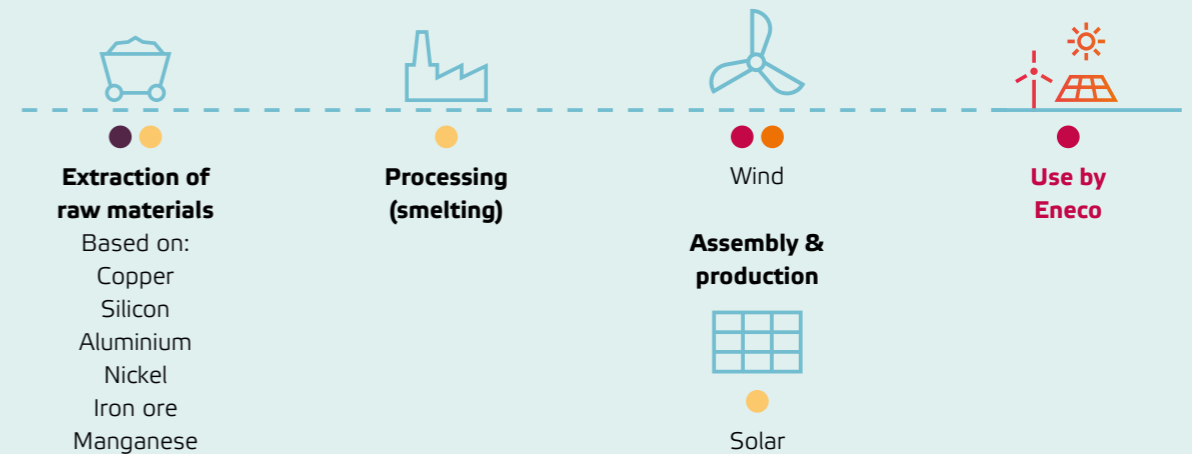 Extraction of
raw materials
Based on:
Copper
Silicon
Aluminium
Nickel
Iron ore
Manganese
Processing
(smelting)
Wind
Assembly &
production
Solar
Use by
Eneco